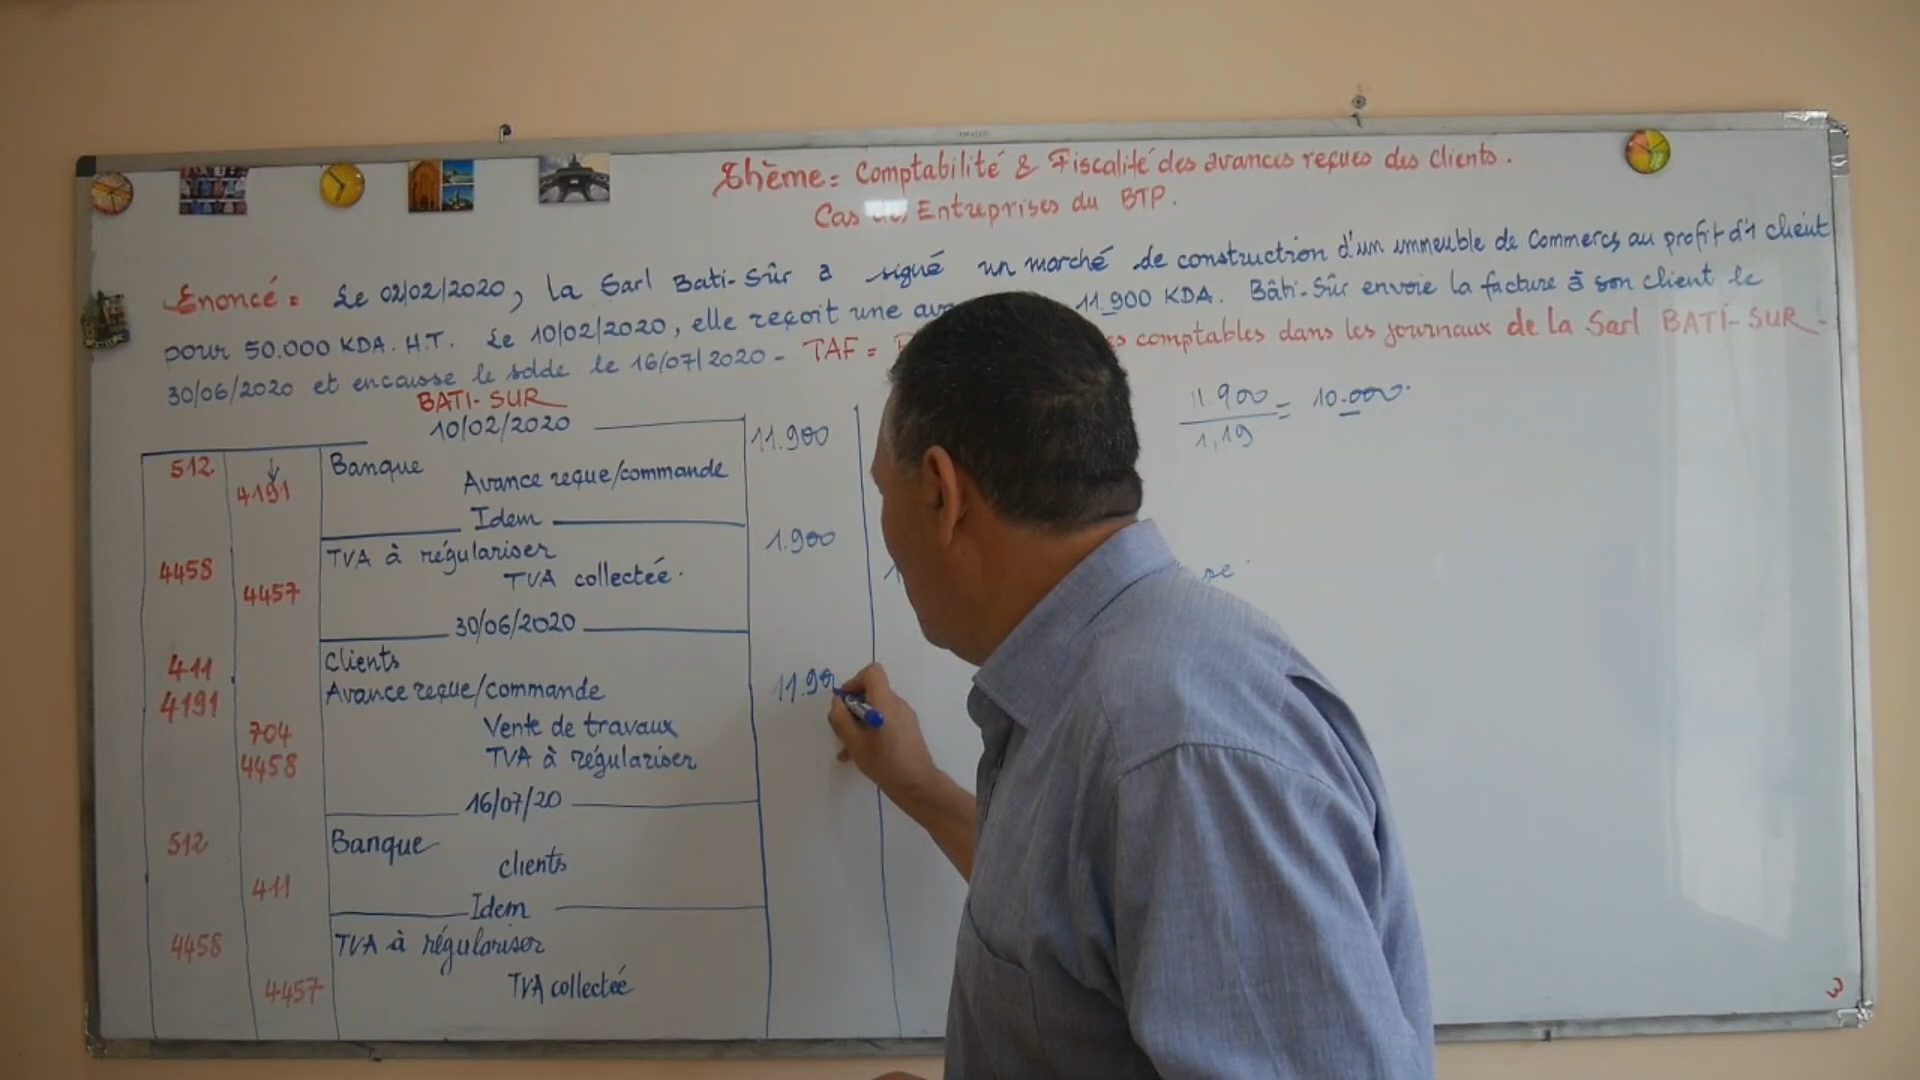 Thème = Comptabilité & Fiscalité des avances reçues des clients.
Cas des Entreprises du BTP.
Enoncé = Le 02/02/2020, la Sarl Bati-Sûr a signé un marché de construction d'un immeuble de Commerces au profit d'1 client
pour 50.000 KDA. H.T. Le 10/02/2020, elle reçoit une 11.900 KDA. Bâti-Sûr envoie la facture à son client le
30/06/2020 et encaisse le solde le 16/07/2020 - TAF = comptables dans les journaux de la Sarl BATI-SUR -
BATI-SUR
10/02/2020
11.900
512 Banque
4191 Avance reçue/commande
Idem
4458 TVA à régulariser 1.900
4457 TVA collectée.
30/06/2020
411 Clients
4191 Avance reçue/commande 11.90
704 Vente de travaux
4458 TVA à régulariser
16/07/20
512 Banque
411 clients
Idem
4458 TVA à régulariser
4457 TVA collectée
11.900 / 1,19 = 10.000.
3